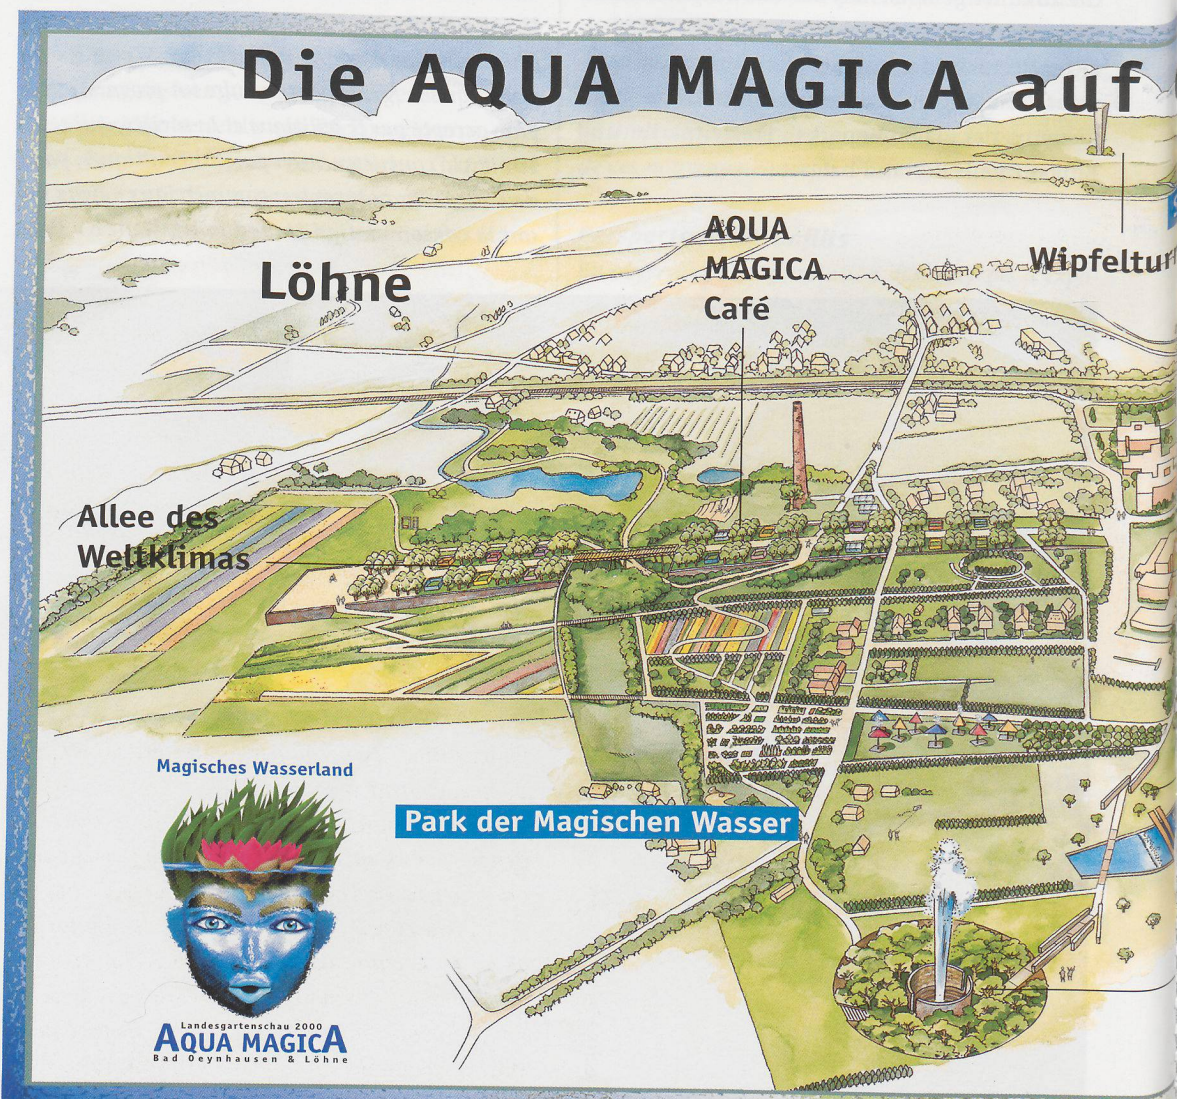 Die AQUA MAGICA auf
AQUA
MAGICA
Café
Wipfeltur
Löhne
Allee des
Weltklimas
Magisches Wasserland
Park der Magischen Wasser
Landesgartenschau 2000
AQUA MAGICA
Bad Oeynhausen & Löhne